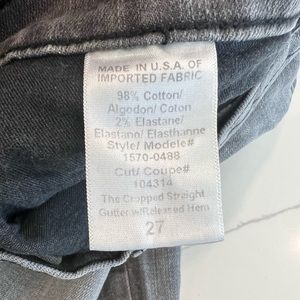 MADE IN U.S.A. OF
IMPORTED FABRIC
98% Cotton/
Algodon/ Coton
2% Elastane/
Elastano/ Elasthanne
Style/ Modele#
1570-0488
Cut/ Coupe#
104314
The Cropped Straight
Gutter w/Released Hem
27